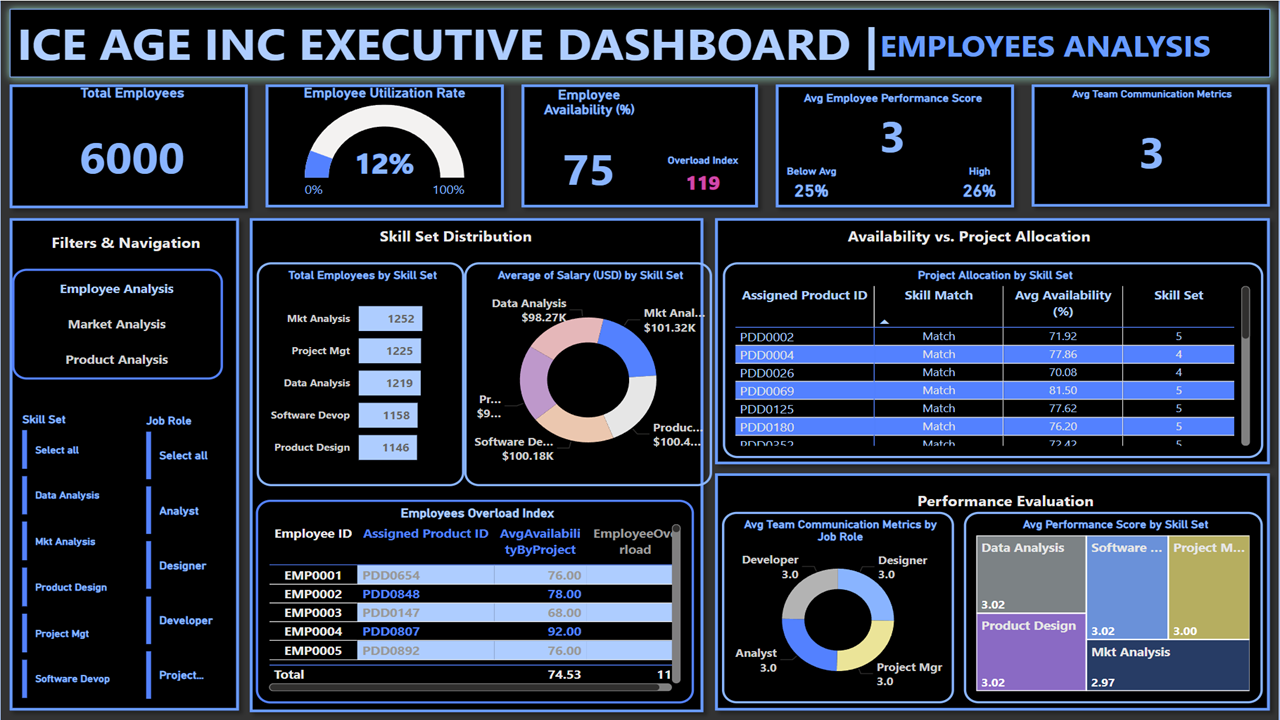 ICE AGE INC EXECUTIVE DASHBOARD |EMPLOYEES ANALYSIS
Total Employees
6000
Employee Utilization Rate
12%
0% 100%
Employee
Availability (%)
75
Overload Index
119
Avg Employee Performance Score
3
Below Avg
25%
High
26%
Avg Team Communication Metrics
3
Filters & Navigation
Employee Analysis
Market Analysis
Product Analysis
Skill Set
Select all
Data Analysis
Mkt Analysis
Product Design
Project Mgt
Software Devop
Job Role
Select all
Analyst
Designer
Developer
Project...
Skill Set Distribution
Total Employees by Skill Set
Mkt Analysis 1252
Project Mgt 1225
Data Analysis 1219
Software Devop 1158
Product Design 1146
Average of Salary (USD) by Skill Set
Data Analysis
$98.27K
Mkt Anal...
$101.32K
Pr...
$9...
Software De...
$100.18K
Produc...
$100.4...
Employees Overload Index
Employee ID Assigned Product ID AvgAvailabili
tyByProject EmployeeOv
rload
EMP0001 PDD0654 76.00
EMP0002 PDD0848 78.00
EMP0003 PDD0147 68.00
EMP0004 PDD0807 92.00
EMP0005 PDD0892 76.00
Total 74.53 11
Availability vs. Project Allocation
Project Allocation by Skill Set
Assigned Product ID Skill Match Avg Availability
(%) Skill Set
PDD0002 Match 71.92 5
PDD0004 Match 77.86 4
PDD0026 Match 70.08 4
PDD0069 Match 81.50 5
PDD0125 Match 77.62 5
PDD0180 Match 76.20 5
PDD0352 Match 72.42 5
Performance Evaluation
Avg Team Communication Metrics by
Job Role
Developer
3.0
Designer
3.0
Analyst
3.0
Project Mgr
3.0
Avg Performance Score by Skill Set
Data Analysis
3.02
Software ...
3.02
Project M...
3.00
Product Design
3.02
Mkt Analysis
2.97